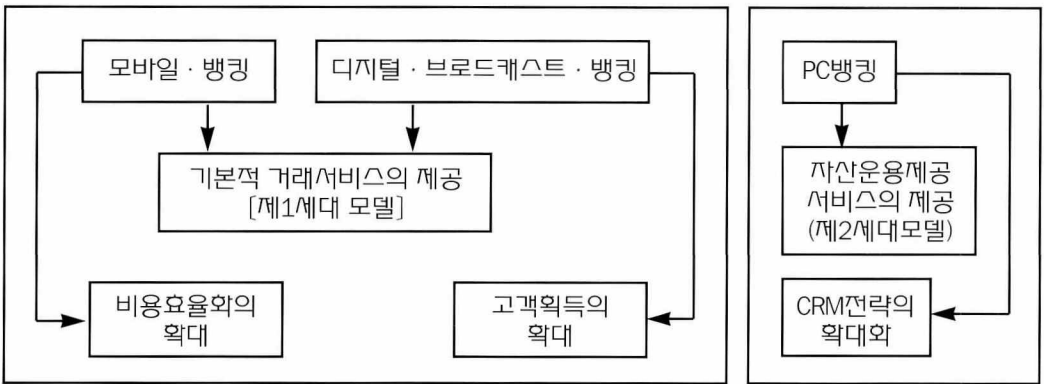 모바일 · 뱅킹
디지털 · 브로드캐스트 · 뱅킹
기본적 거래서비스의 제공
[제1세대 모델]
비용효율화의
확대
고객획득의
확대
PC뱅킹
자산운용제공
서비스의 제공
(제2세대모델)
CRM전략의
확대화